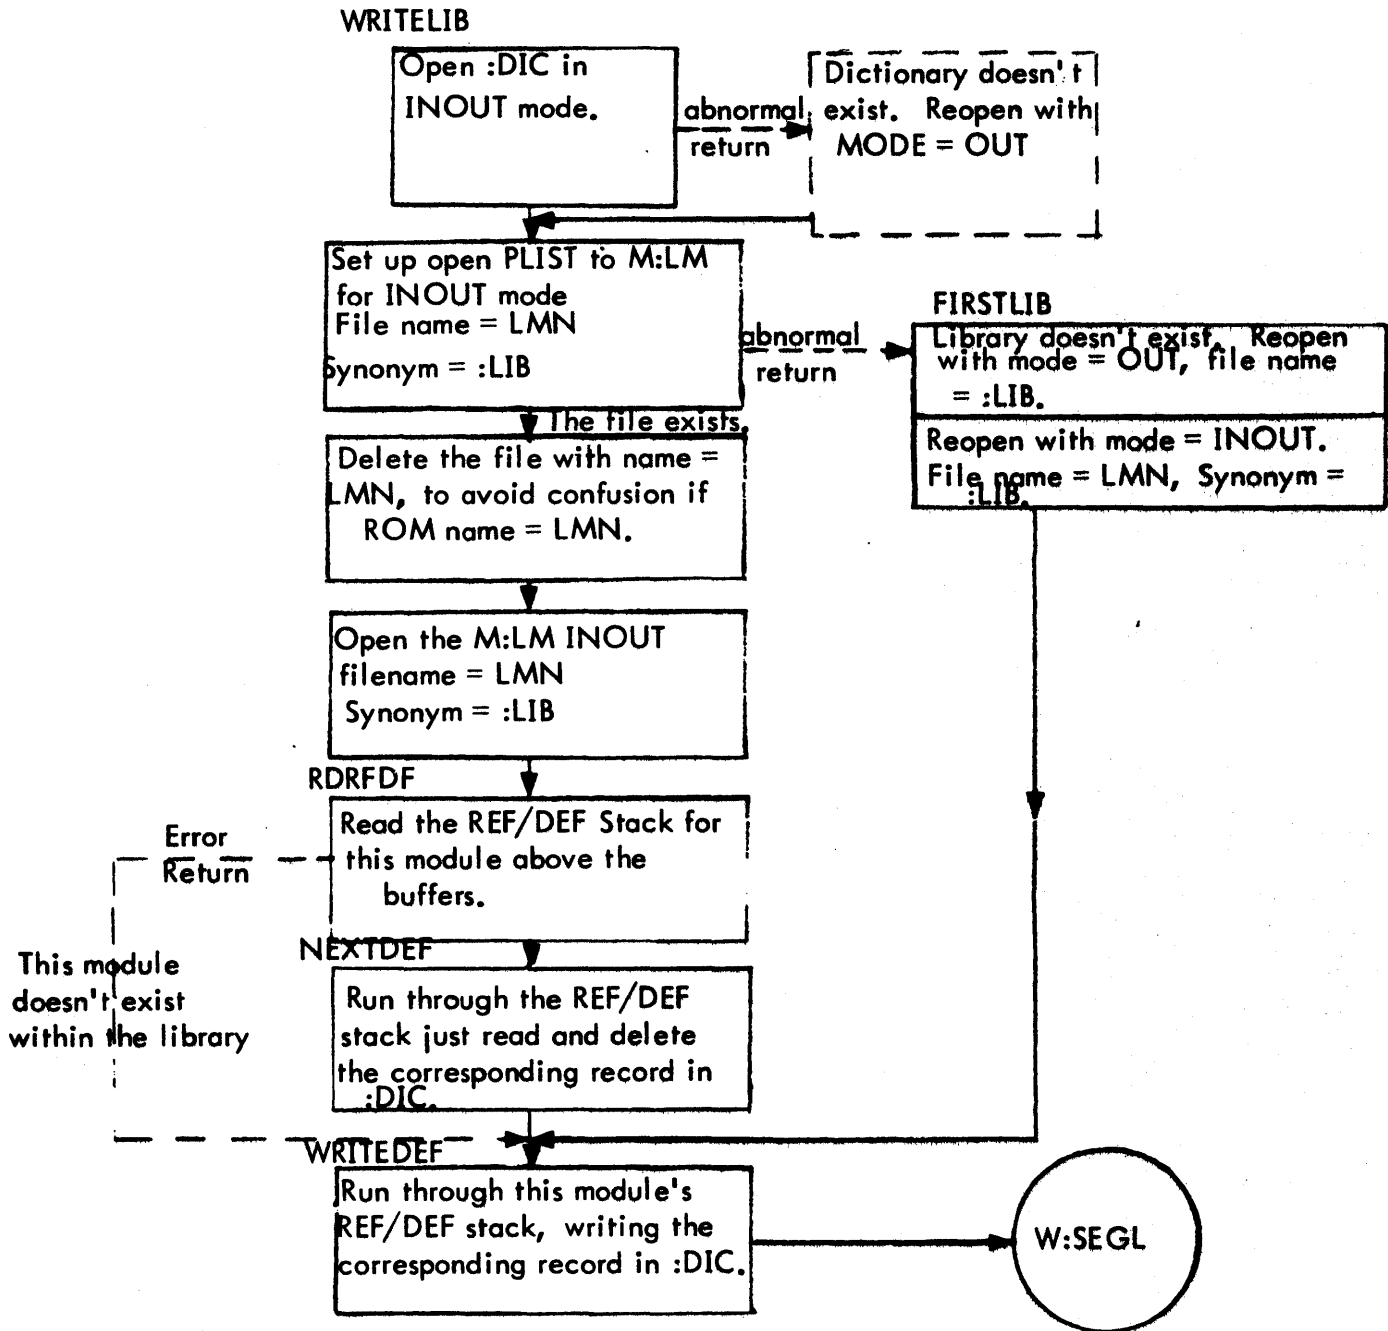 WRITELIB
Open :DIC in
INOUT mode.
abnormal
return
Dictionary doesn't
exist. Reopen with
MODE = OUT
Set up open PLIST to M:LM
for INOUT mode
File name = LMN
Synonym = :LIB
abnormal
return
FIRSTLIB
Library doesn't exist. Reopen
with mode = OUT, file name
= :LIB.
Reopen with mode = INOUT.
File name = LMN, Synonym =
:LIB.
The file exists.
Delete the file with name =
LMN, to avoid confusion if
ROM name = LMN.
Open the M:LM INOUT
filename = LMN
Synonym = :LIB
RDRFDF
Read the REF/DEF Stack for
this module above the
buffers.
Error
Return
This module
doesn't exist
within the library
NEXTDEF
Run through the REF/DEF
stack just read and delete
the corresponding record in
:DIC.
WRITEDEF
Run through this module's
REF/DEF stack, writing the
corresponding record in :DIC.
W:SEGL